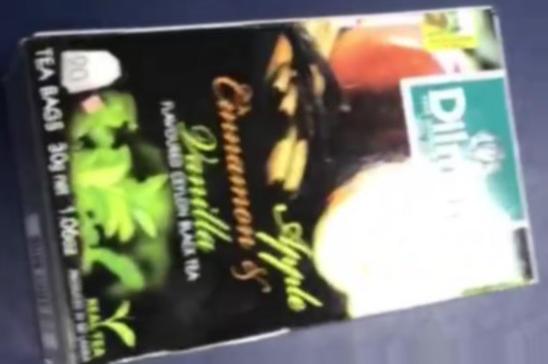 Dilm
Apple
Cinnamon &
Vanilla
FLAVOURED CEYLON BLACK TEA
20
TEA BAGS 30g net 1.06oz
REAL TEA